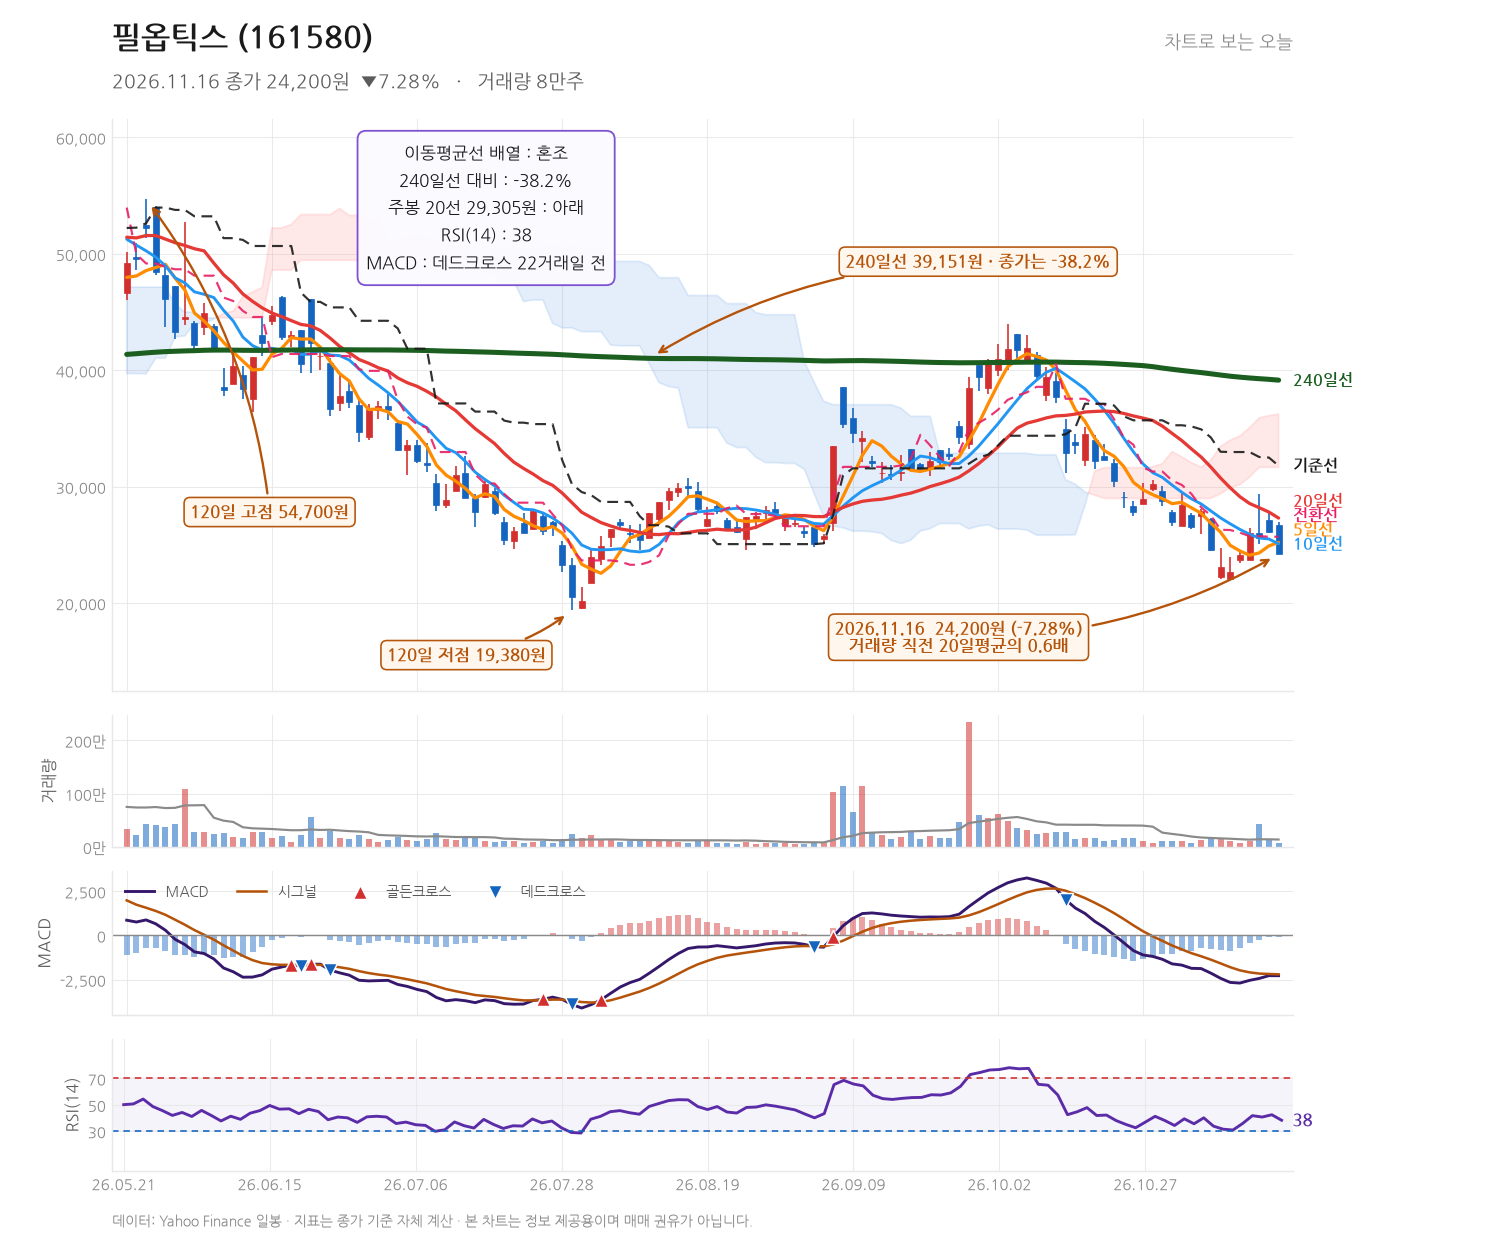 필옵틱스 (161580)
차트로 보는 오늘
2026.11.16 종가 24,200원 ▼7.28% · 거래량 8만주
60,000
50,000
40,000
30,000
20,000
이동평균선 배열 : 혼조
240일선 대비 : -38.2%
주봉 20선 29,305원 : 아래
RSI(14) : 38
MACD : 데드크로스 22거래일 전
240일선 39,151원 · 종가는 -38.2%
120일 고점 54,700원
120일 저점 19,380원
2026.11.16 24,200원 (-7.28%)
거래량 직전 20일평균의 0.6배
240일선
기준선
20일선
전환선
5일선
10일선
거래량
200만
100만
0만
MACD
2,500
0
-2,500
MACD
시그널
골든크로스
데드크로스
RSI(14)
70
50
30
38
26.05.21
26.06.15
26.07.06
26.07.28
26.08.19
26.09.09
26.10.02
26.10.27
데이터: Yahoo Finance 일봉 · 지표는 종가 기준 자체 계산 · 본 차트는 정보 제공용이며 매매 권유가 아닙니다.